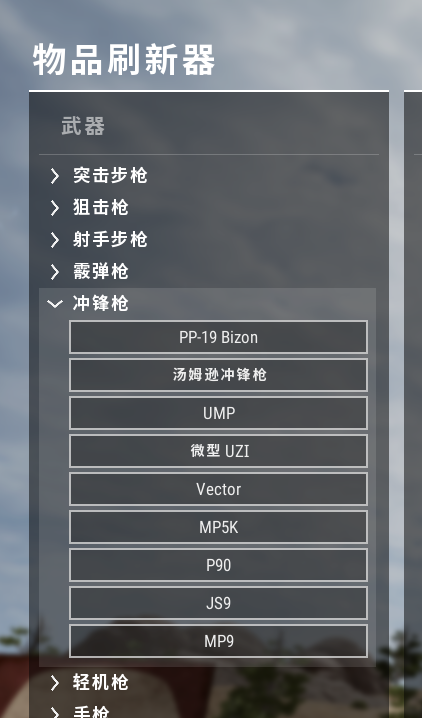 物品刷新器
武器
突击步枪
狙击枪
射手步枪
霰弹枪
冲锋枪
PP-19 Bizon
汤姆逊冲锋枪
UMP
微型 UZI
Vector
MP5K
P90
JS9
MP9
轻机枪
手枪